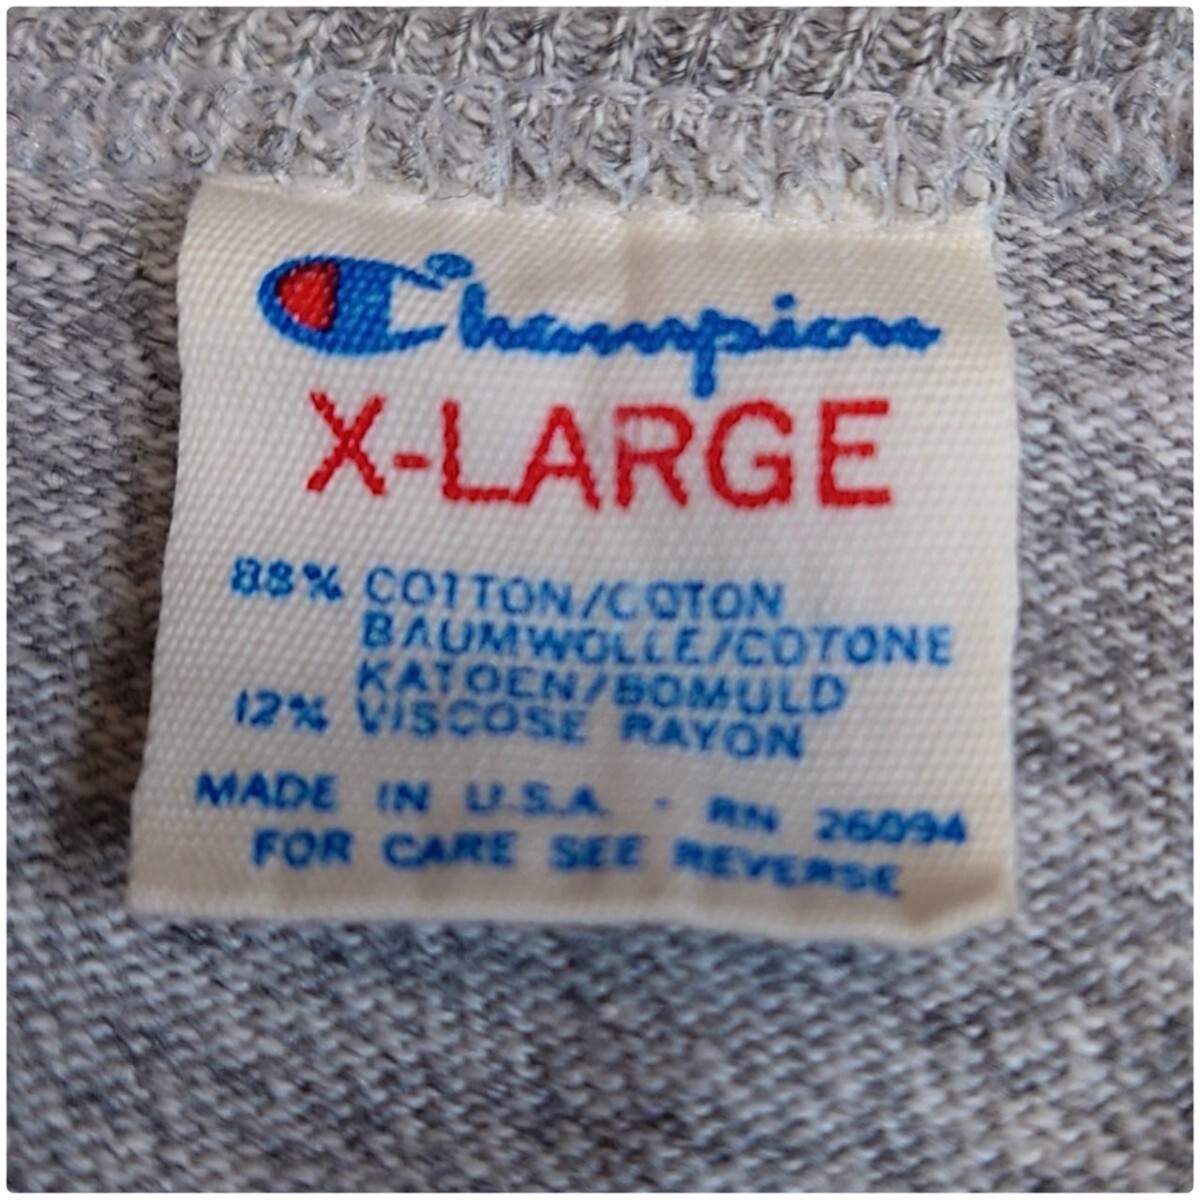 Champion
X-LARGE
88% COTTON/COTON
BAUMWOLLE/COTONE
KATOEN/BOMULD
12% VISCOSE RAYON
MADE IN U.S.A. - RN 26094
FOR CARE SEE REVERSE